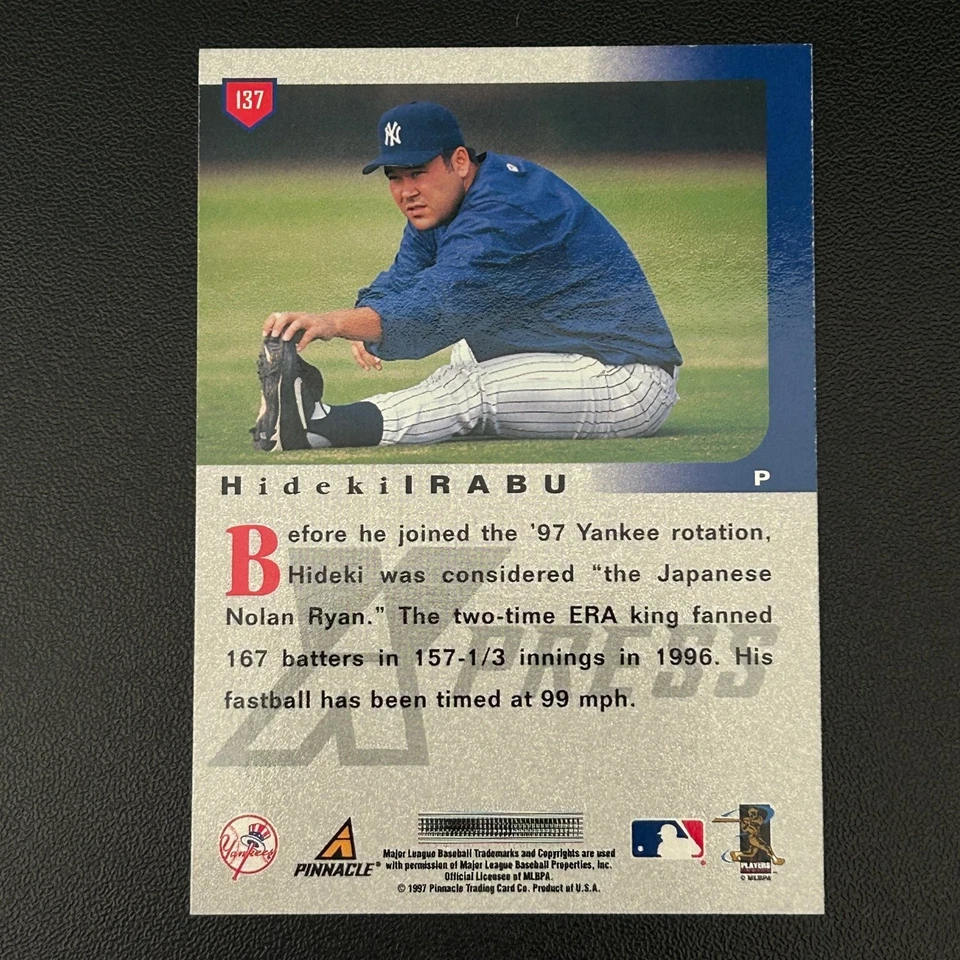 137
NY
Hideki IRABU
P
Before he joined the '97 Yankee rotation,
Hideki was considered "the Japanese
Nolan Ryan." The two-time ERA king fanned
167 batters in 157-1/3 innings in 1996. His
fastball has been timed at 99 mph.
XPRESS
Yankees
PINNACLE®
Major League Baseball Trademarks and Copyrights are used
with permission of Major League Baseball Properties, Inc.
Official Licensee of MLBPA.
© 1997 Pinnacle Trading Card Co. Product of U.S.A.
PLAYERS
© MLBPA